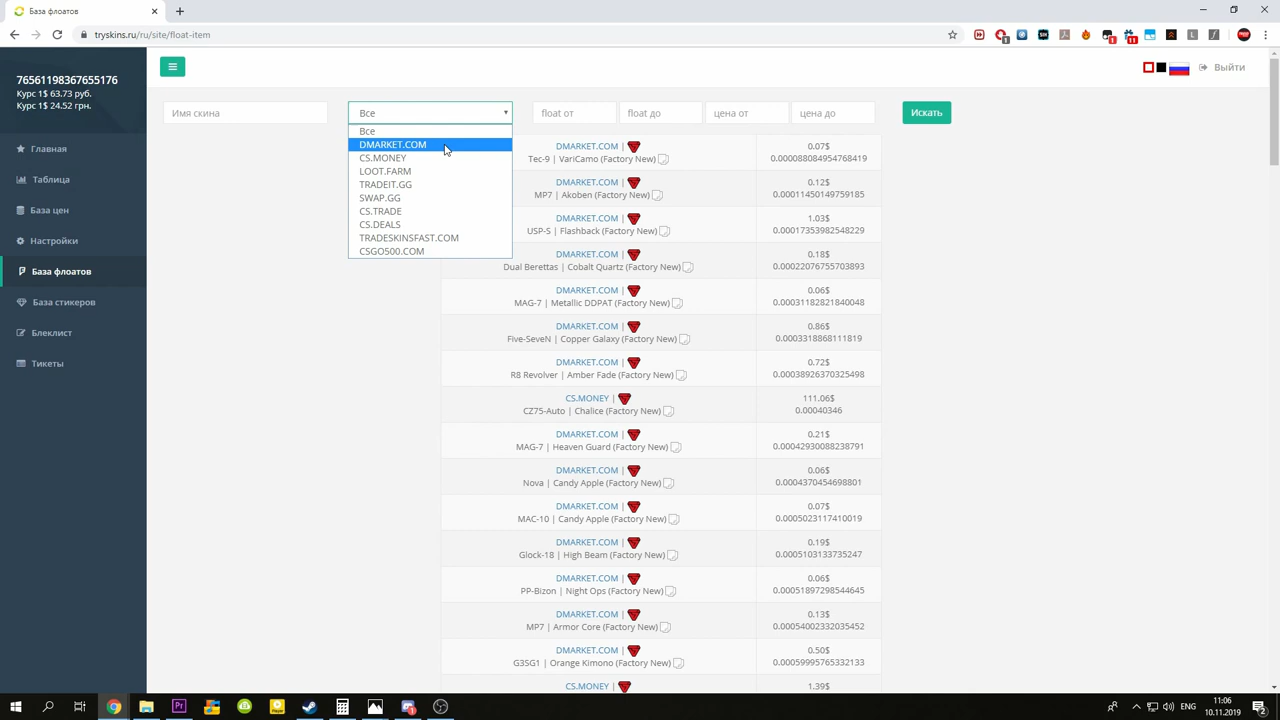 База флоатов
tryskins.ru/ru/site/float-item
76561198367655176
Курс 1$ 63.73 руб.
Курс 1$ 24.52 грн.
Главная
Таблица
База цен
Настройки
База флоатов
База стикеров
Блеклист
Тикеты
Выйти
Имя скина
Все
float от
float до
цена от
цена до
Искать
Все
DMARKET.COM
CS.MONEY
LOOT.FARM
TRADEIT.GG
SWAP.GG
CS.TRADE
CS.DEALS
TRADESKINSFAST.COM
CSGO500.COM
DMARKET.COM | 0.07$
Tec-9 | VariCamo (Factory New) 0.000088084954768419
DMARKET.COM | 0.12$
MP7 | Akoben (Factory New) 0.00011450149759185
DMARKET.COM | 1.03$
USP-S | Flashback (Factory New) 0.00017353982548229
DMARKET.COM | 0.18$
Dual Berettas | Cobalt Quartz (Factory New) 0.00022076755703893
DMARKET.COM | 0.06$
MAG-7 | Metallic DDPAT (Factory New) 0.00031182821840048
DMARKET.COM | 0.86$
Five-SeveN | Copper Galaxy (Factory New) 0.0003318868111819
DMARKET.COM | 0.72$
R8 Revolver | Amber Fade (Factory New) 0.00038926370325498
CS.MONEY | 111.06$
CZ75-Auto | Chalice (Factory New) 0.00040346
DMARKET.COM | 0.21$
MAG-7 | Heaven Guard (Factory New) 0.00042930088238791
DMARKET.COM | 0.06$
Nova | Candy Apple (Factory New) 0.0004370454698801
DMARKET.COM | 0.07$
MAC-10 | Candy Apple (Factory New) 0.0005023117410019
DMARKET.COM | 0.19$
Glock-18 | High Beam (Factory New) 0.0005103133735247
DMARKET.COM | 0.06$
PP-Bizon | Night Ops (Factory New) 0.00051897298544645
DMARKET.COM | 0.13$
MP7 | Armor Core (Factory New) 0.00054002332035452
DMARKET.COM | 0.50$
G3SG1 | Orange Kimono (Factory New) 0.00059995765332133
CS.MONEY | 1.39$
ENG
11:06
10.11.2019